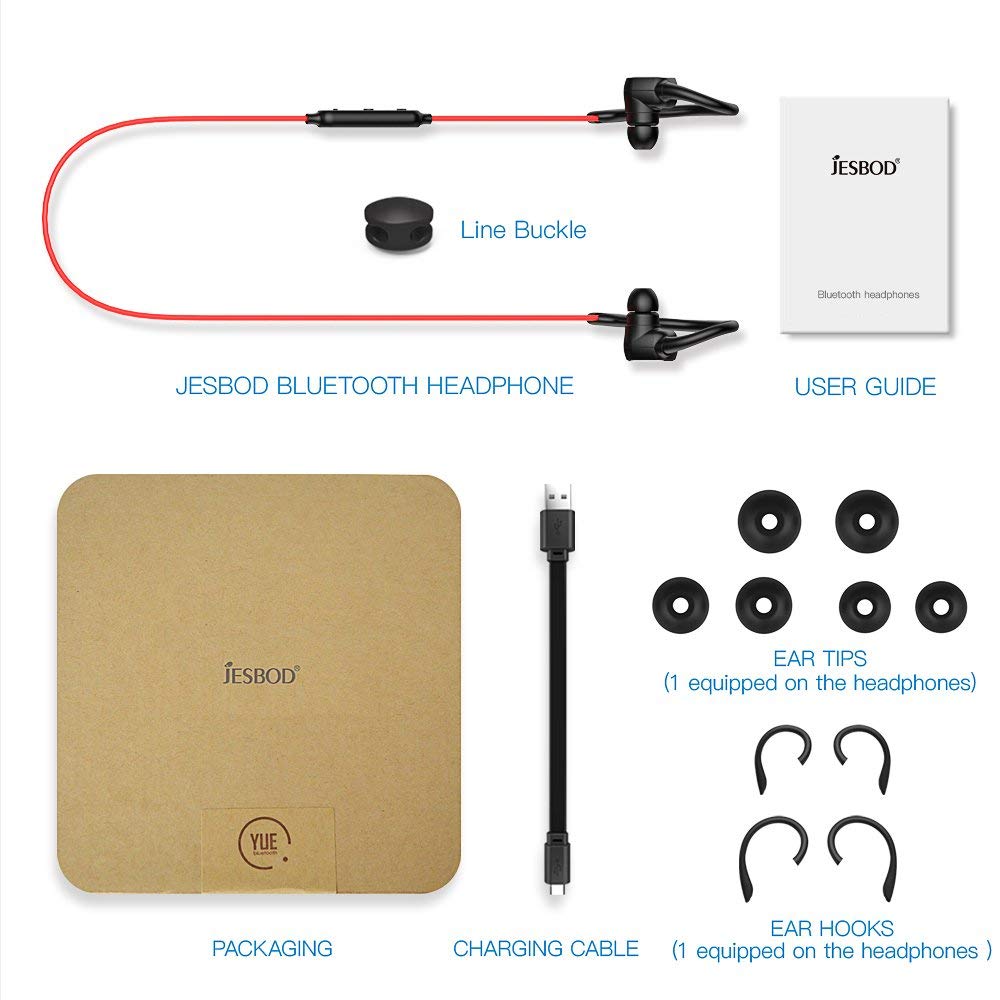 JESBOD®
Line Buckle
Bluetooth headphones
JESBOD BLUETOOTH HEADPHONE
USER GUIDE
JESBOD®
EAR TIPS
(1 equipped on the headphones)
YUE
bluetooth
EAR HOOKS
(1 equipped on the headphones )
PACKAGING
CHARGING CABLE